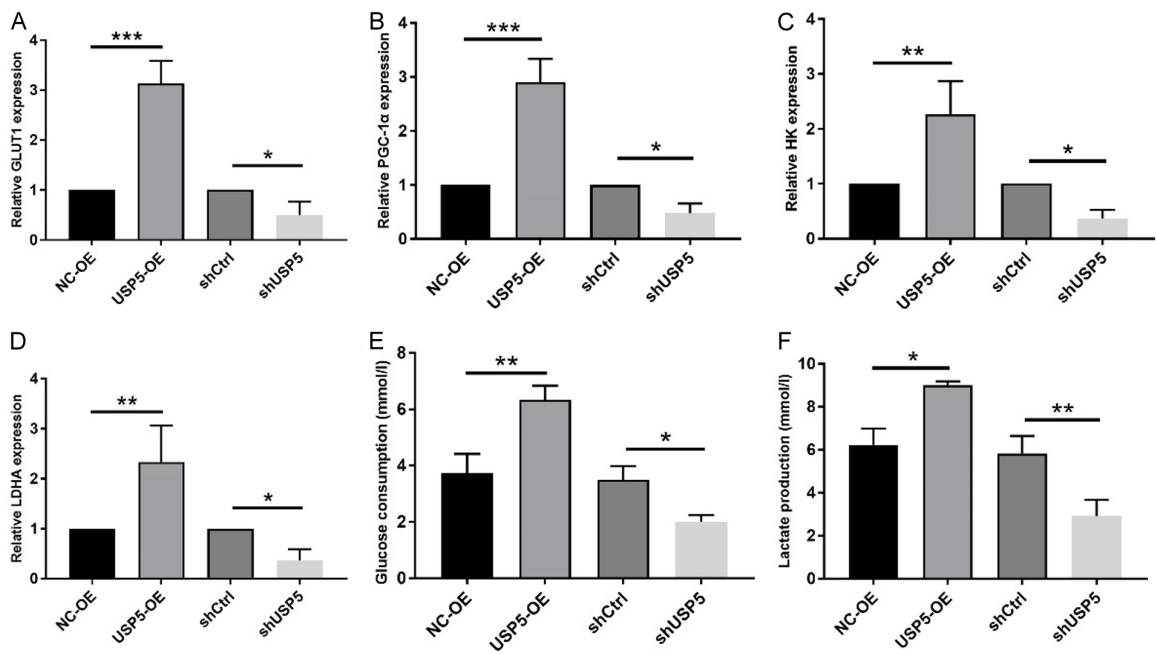 A
Relative GLUT1 expression
4
3
2
1
0
***
*
NC-OE
USP5-OE
shCtrl
shUSP5
B
Relative PGC-1α expression
4
3
2
1
0
***
*
NC-OE
USP5-OE
shCtrl
shUSP5
C
Relative HK expression
4
3
2
1
0
**
*
NC-OE
USP5-OE
shCtrl
shUSP5
D
Relative LDHA expression
4
3
2
1
0
**
*
NC-OE
USP5-OE
shCtrl
shUSP5
E
Glucose consumption (mmol/l)
8
6
4
2
0
**
*
NC-OE
USP5-OE
shCtrl
shUSP5
F
Lactate production (mmol/l)
10
8
6
4
2
0
*
**
NC-OE
USP5-OE
shCtrl
shUSP5